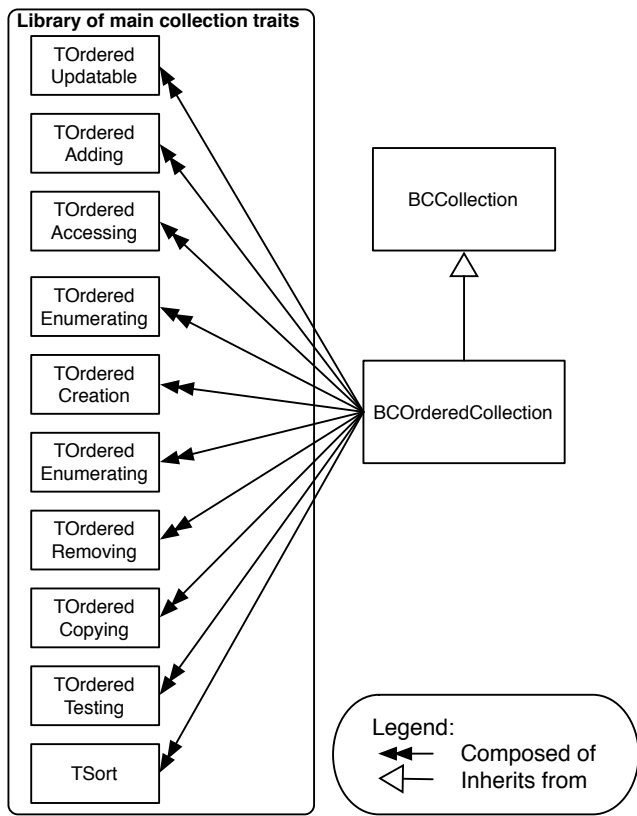 Library of main collection traits
TOrdered
Updatable
TOrdered
Adding
TOrdered
Accessing
TOrdered
Enumerating
TOrdered
Creation
TOrdered
Enumerating
TOrdered
Removing
TOrdered
Copying
TOrdered
Testing
TSort
BCCollection
BCOrderedCollection
Legend:
Composed of
Inherits from